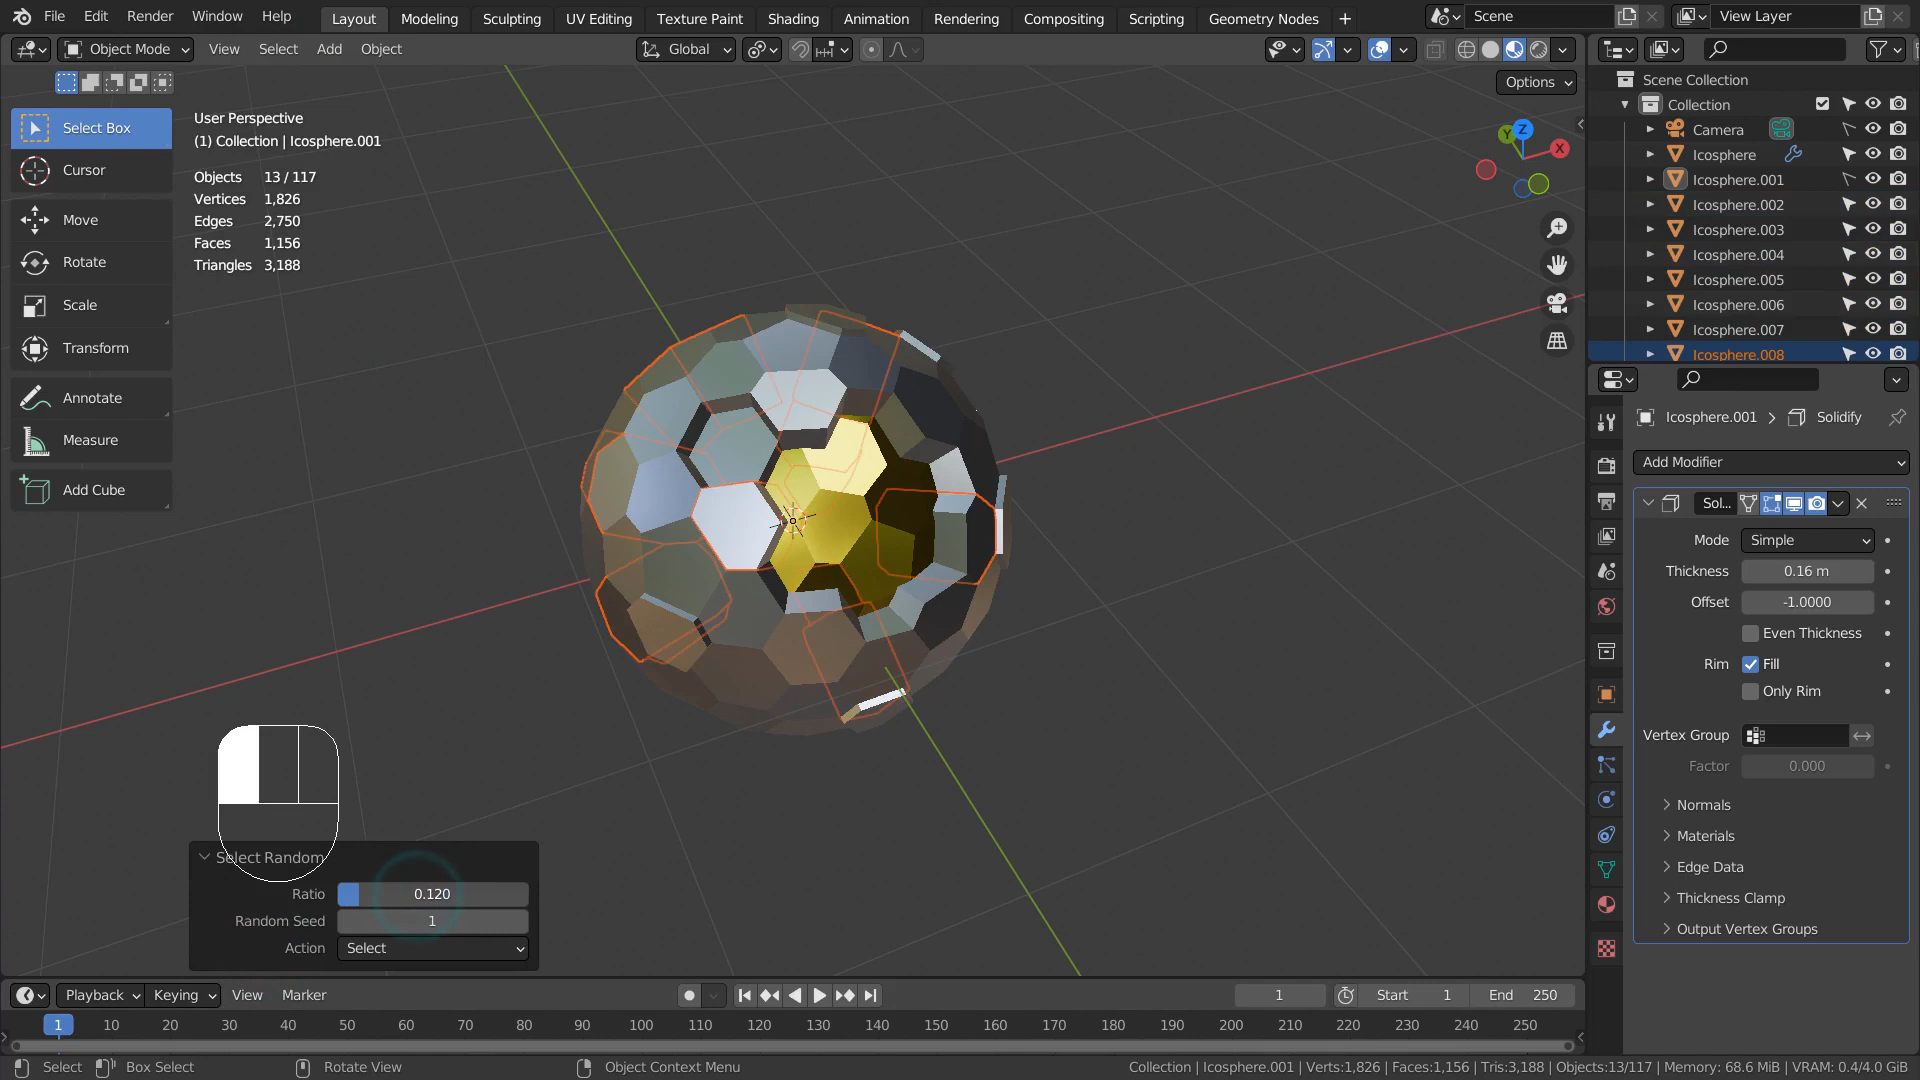 File Edit Render Window Help Layout Modeling Sculpting UV Editing Texture Paint Shading Animation Rendering Compositing Scripting Geometry Nodes + Scene View Layer
Object Mode View Select Add Object Global
Options
Select Box
Cursor
Move
Rotate
Scale
Transform
Annotate
Measure
Add Cube
User Perspective
(1) Collection | Icosphere.001
Objects 13 / 117
Vertices 1,826
Edges 2,750
Faces 1,156
Triangles 3,188
Z
Y
X
Scene Collection
Collection
Camera
Icosphere
Icosphere.001
Icosphere.002
Icosphere.003
Icosphere.004
Icosphere.005
Icosphere.006
Icosphere.007
Icosphere.008
Icosphere.001 > Solidify
Add Modifier
Sol...
Mode Simple
Thickness 0.16 m
Offset -1.0000
Even Thickness
Rim Fill
Only Rim
Vertex Group
Factor 0.000
Normals
Materials
Edge Data
Thickness Clamp
Output Vertex Groups
Select Random
Ratio 0.120
Random Seed 1
Action Select
Playback Keying View Marker 1 Start 1 End 250
1 10 20 30 40 50 60 70 80 90 100 110 120 130 140 150 160 170 180 190 200 210 220 230 240 250
Select Box Select Rotate View Object Context Menu Collection | Icosphere.001 | Verts:1,826 | Faces:1,156 | Tris:3,188 | Objects:13/117 | Memory: 68.6 MiB | VRAM: 0.4/4.0 GiB